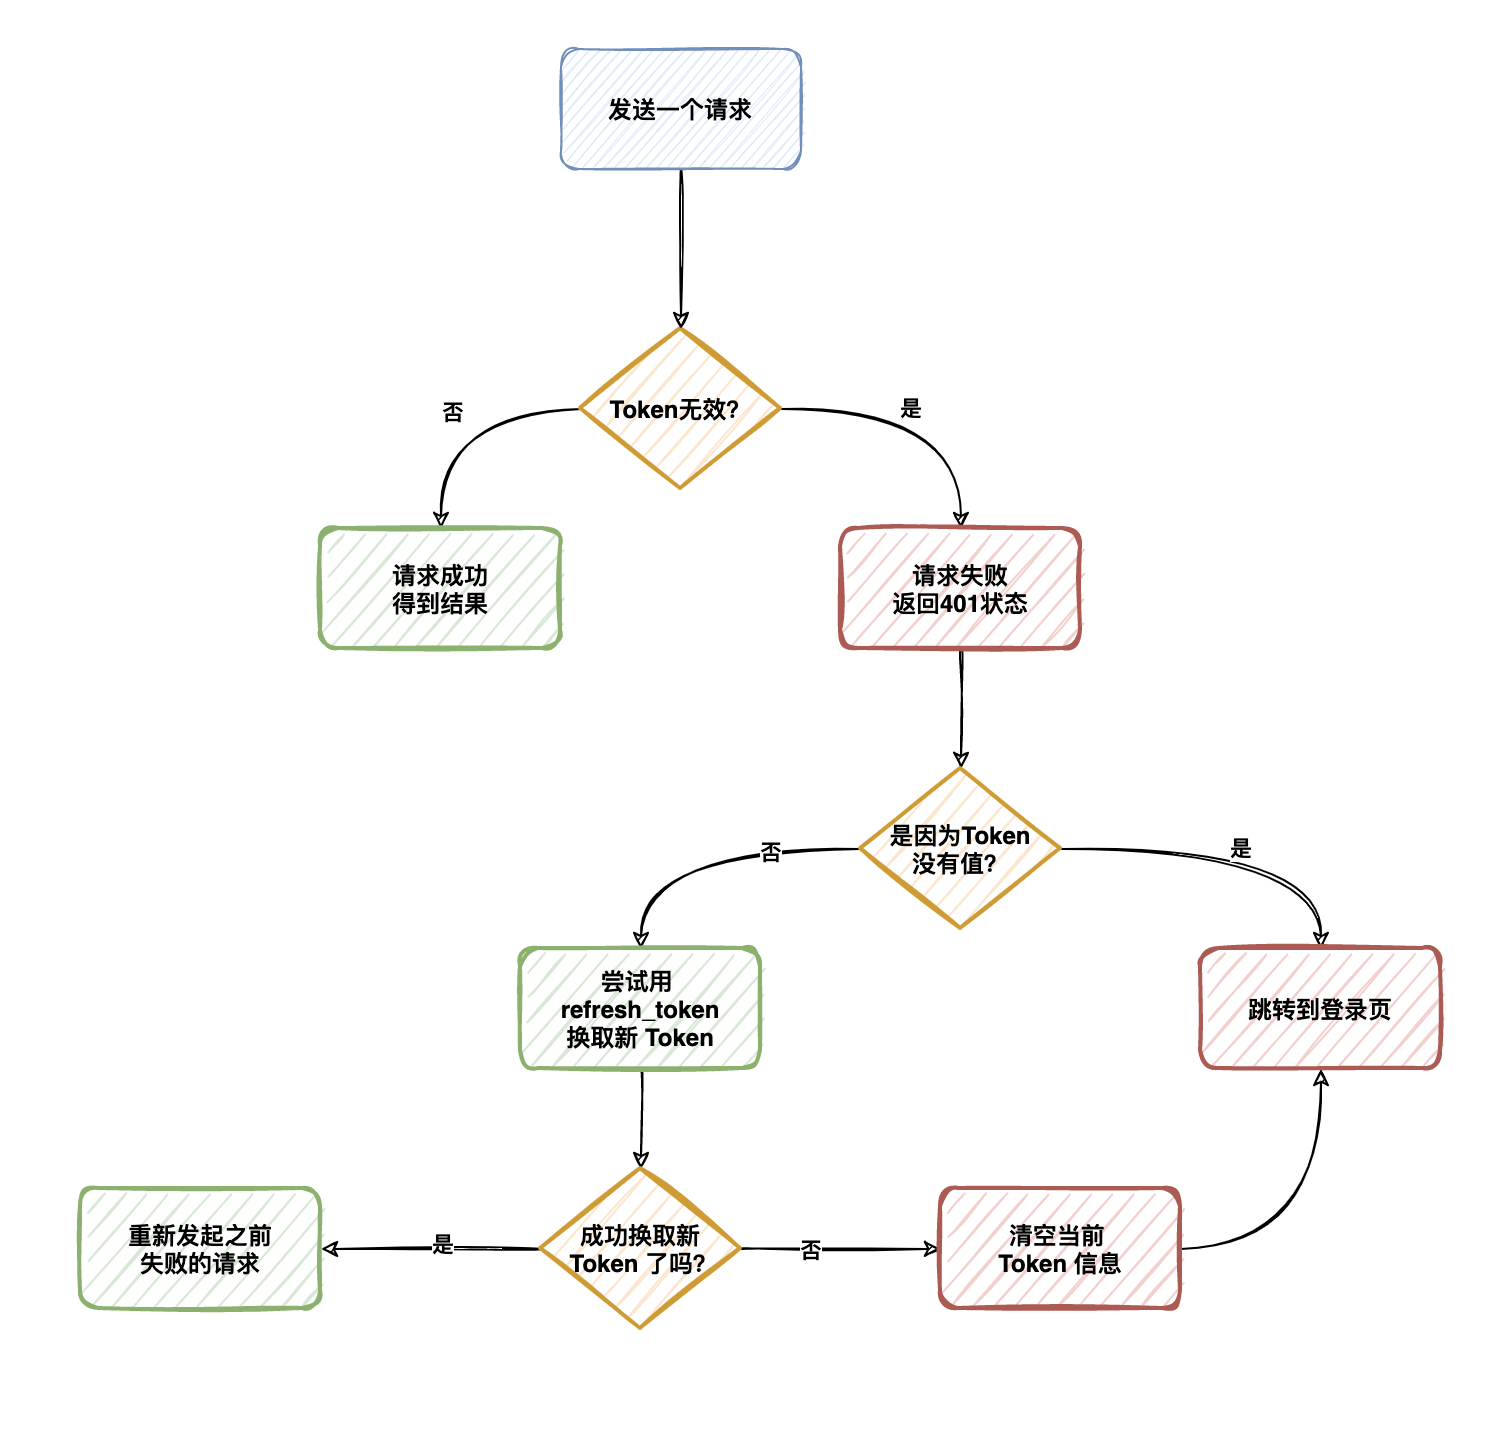 发送一个请求
Token无效?
否
是
请求成功
得到结果
请求失败
返回401状态
是因为Token
没有值?
否
是
尝试用
refresh_token
换取新 Token
跳转到登录页
重新发起之前
失败的请求
是
成功换取新
Token 了吗?
否
清空当前
Token 信息